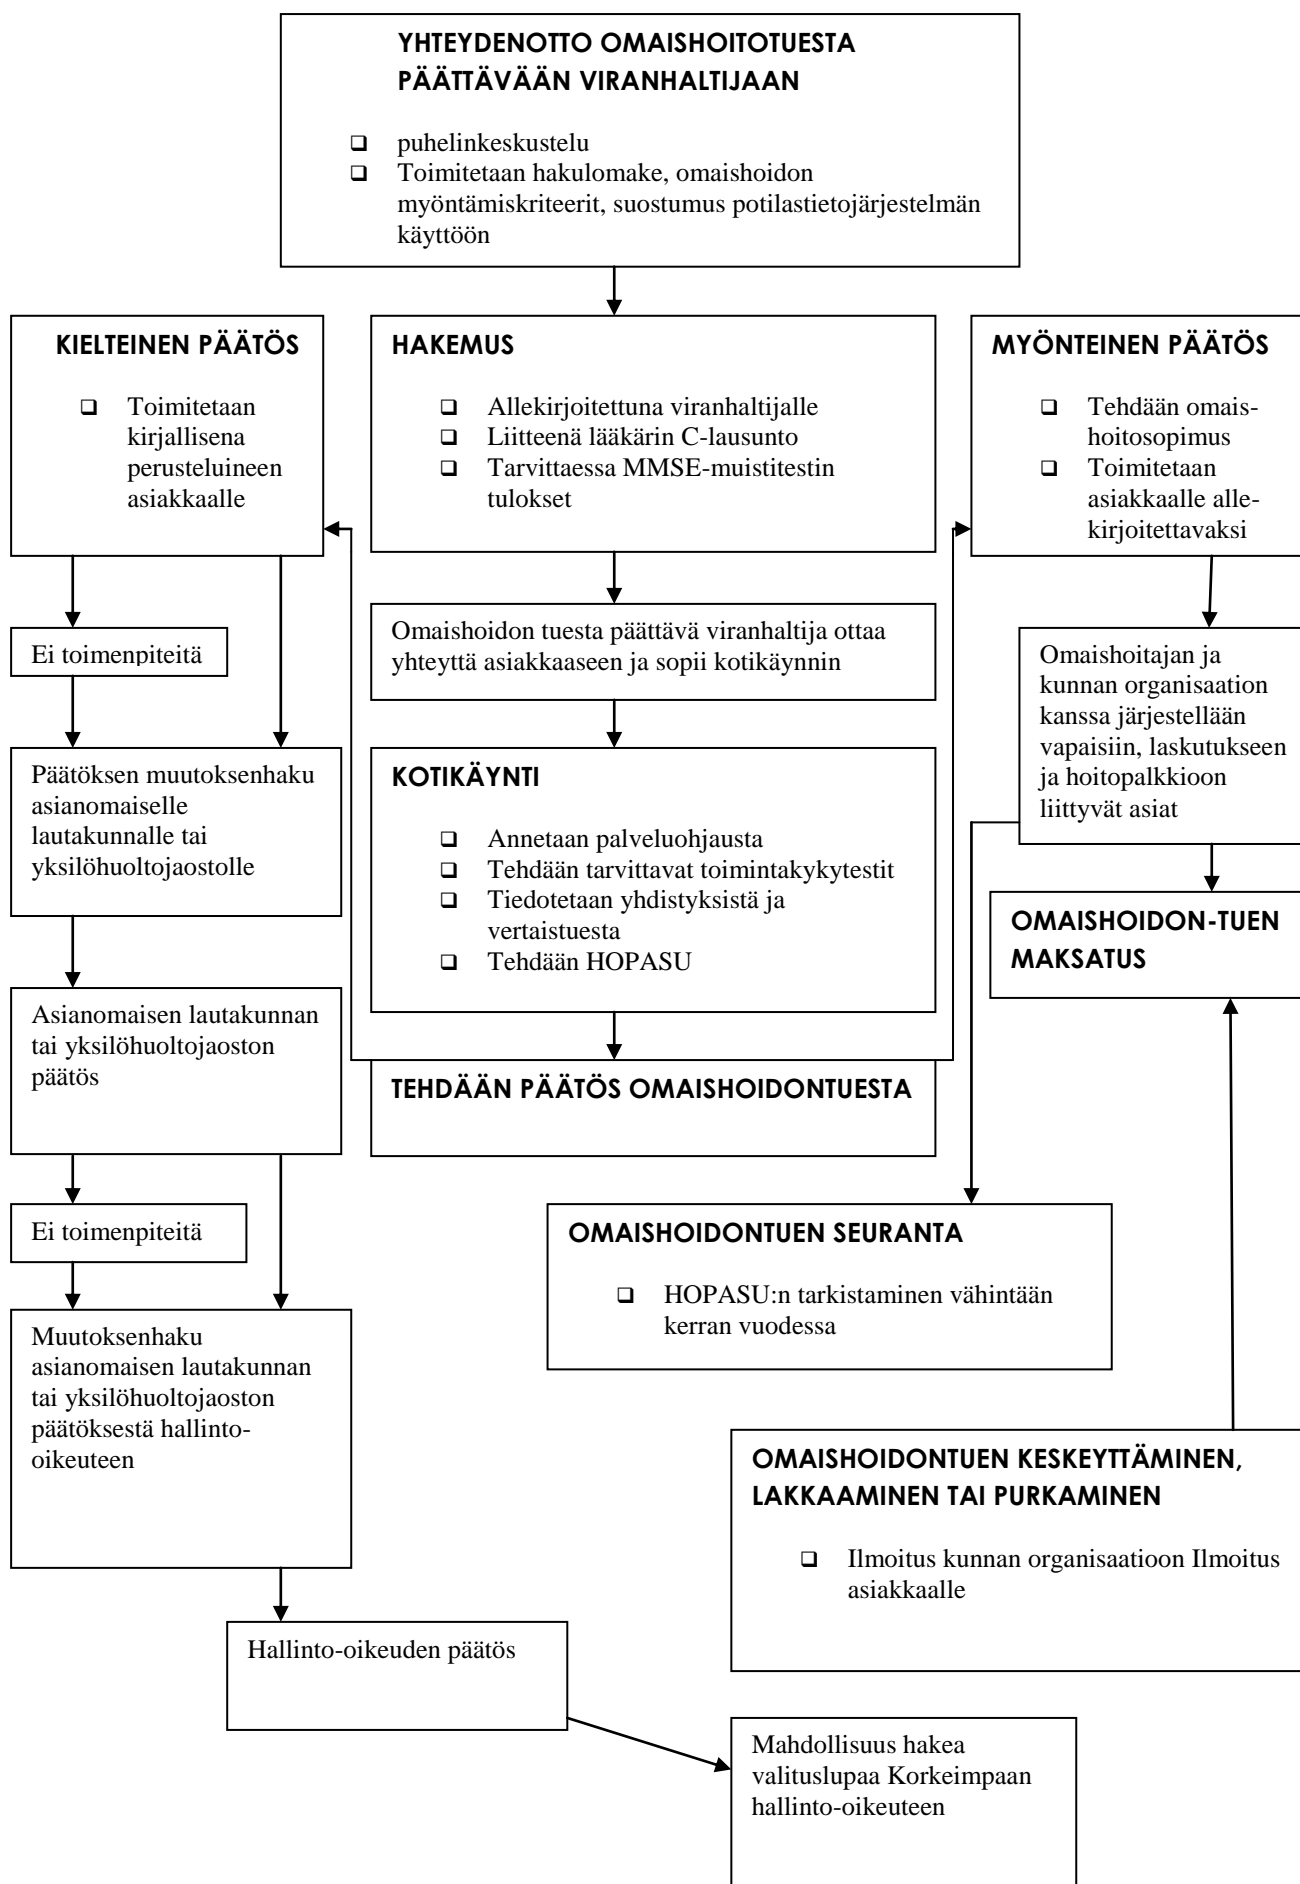 YHTEYDENOTTO OMAISHOITOTUESTA
PÄÄTTÄVÄÄN VIRANHALTIJAAN
❑ puhelinkeskustelu
❑ Toimitetaan hakulomake, omaishoidon
myöntämiskriteerit, suostumus potilastietojärjestelmän
käyttöön
KIELTEINEN PÄÄTÖS
❑ Toimitetaan
kirjallisena
perusteluineen
asiakkaalle
HAKEMUS
❑ Allekirjoitettuna viranhaltijalle
❑ Liitteenä lääkärin C-lausunto
❑ Tarvittaessa MMSE-muistitestin
tulokset
MYÖNTEINEN PÄÄTÖS
❑ Tehdään omais-
hoitosopimus
❑ Toimitetaan
asiakkaalle alle-
kirjoitettavaksi
Ei toimenpiteitä
Omaishoidon tuesta päättävä viranhaltija ottaa
yhteyttä asiakkaaseen ja sopii kotikäynnin
Omaishoitajan ja
kunnan organisaation
kanssa järjestellään
vapaisiin, laskutukseen
ja hoitopalkkioon
liittyvät asiat
Päätöksen muutoksenhaku
asianomaiselle
lautakunnalle tai
yksilöhuoltojaostolle
KOTIKÄYNTI
❑ Annetaan palveluohjausta
❑ Tehdään tarvittavat toimintakykytestit
❑ Tiedotetaan yhdistyksistä ja
vertaistuesta
❑ Tehdään HOPASU
OMAISHOIDON-TUEN
MAKSATUS
Asianomaisen lautakunnan
tai yksilöhuoltojaoston
päätös
TEHDÄÄN PÄÄTÖS OMAISHOIDONTUESTA
Ei toimenpiteitä
OMAISHOIDONTUEN SEURANTA
❑ HOPASU:n tarkistaminen vähintään
kerran vuodessa
Muutoksenhaku
asianomaisen lautakunnan
tai yksilöhuoltojaoston
päätöksestä hallinto-
oikeuteen
OMAISHOIDONTUEN KESKEYTTÄMINEN,
LAKKAAMINEN TAI PURKAMINEN
❑ Ilmoitus kunnan organisaatioon Ilmoitus
asiakkaalle
Hallinto-oikeuden päätös
Mahdollisuus hakea
valituslupaa Korkeimpaan
hallinto-oikeuteen